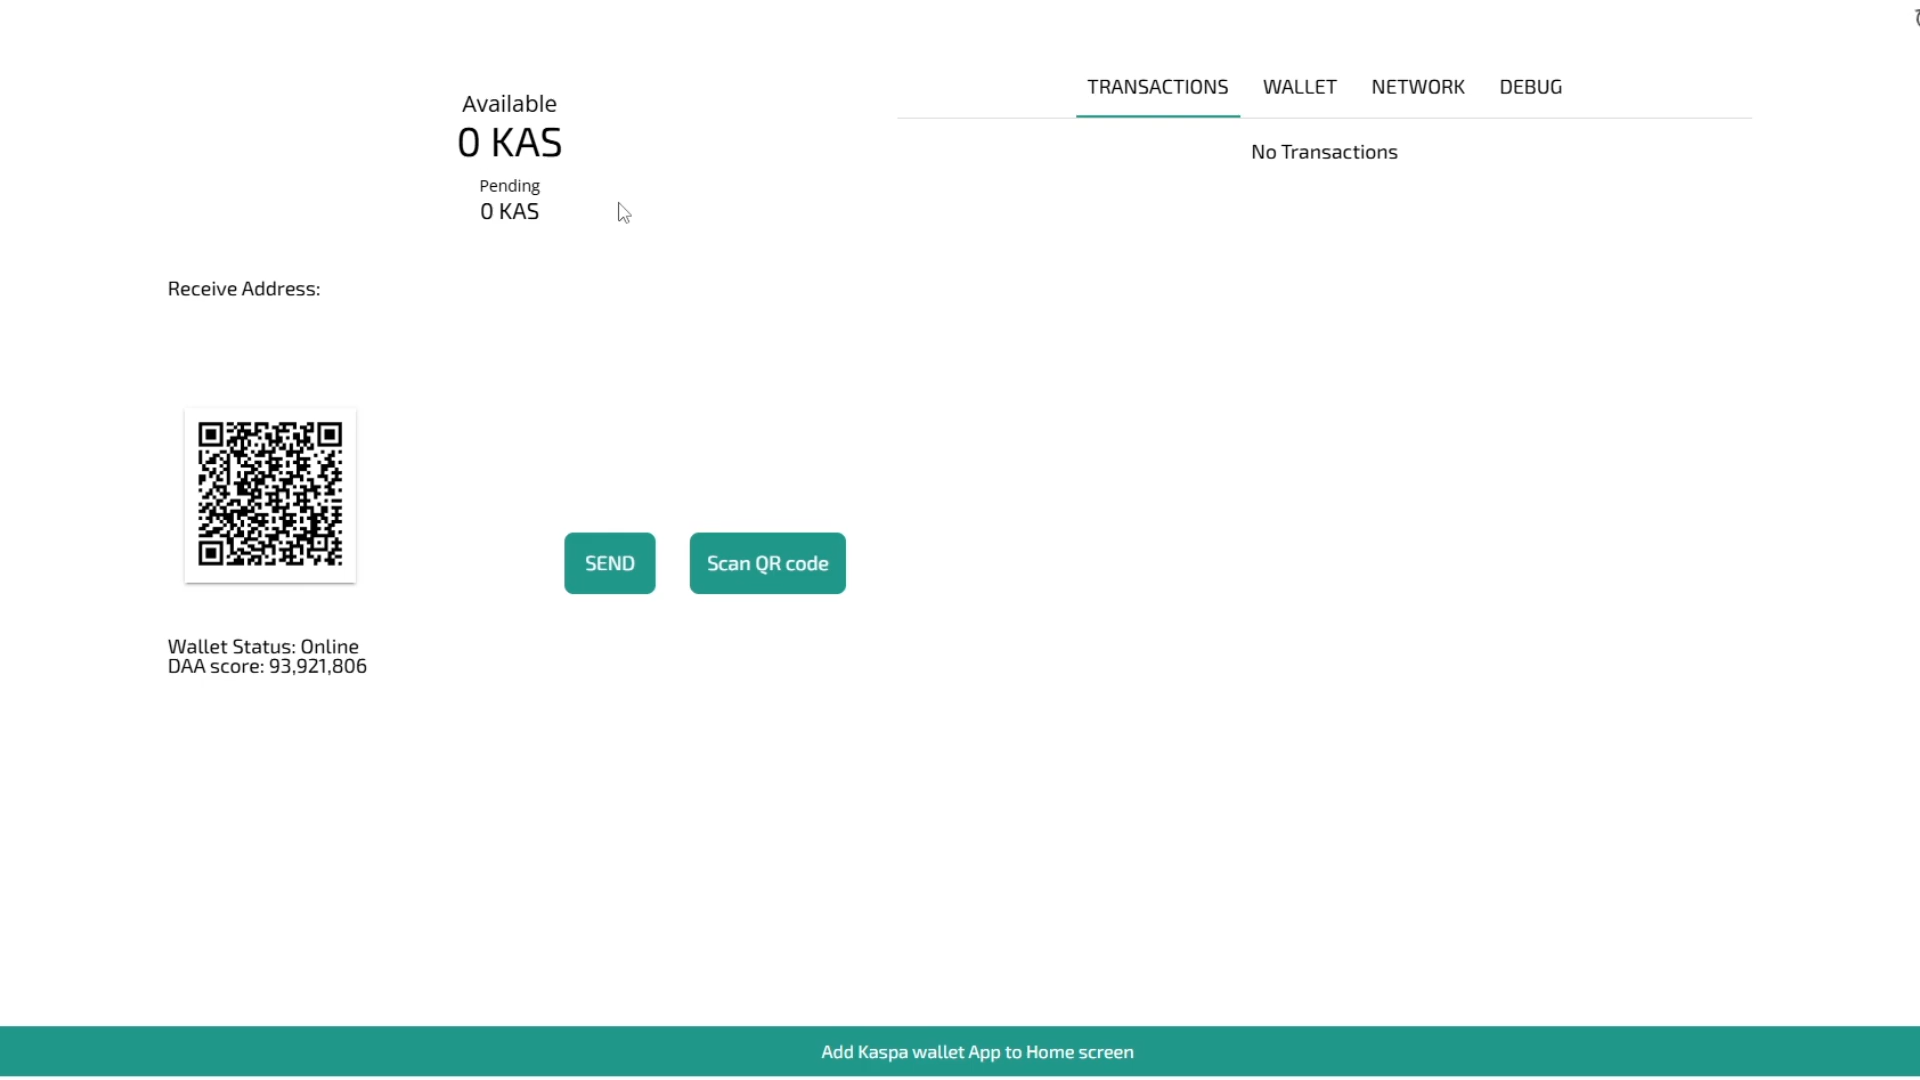 Available
0 KAS
Pending
0 KAS
Receive Address:
SEND
Scan QR code
Wallet Status: Online
DAA score: 93,921,806
TRANSACTIONS
WALLET
NETWORK
DEBUG
No Transactions
Add Kaspa wallet App to Home screen